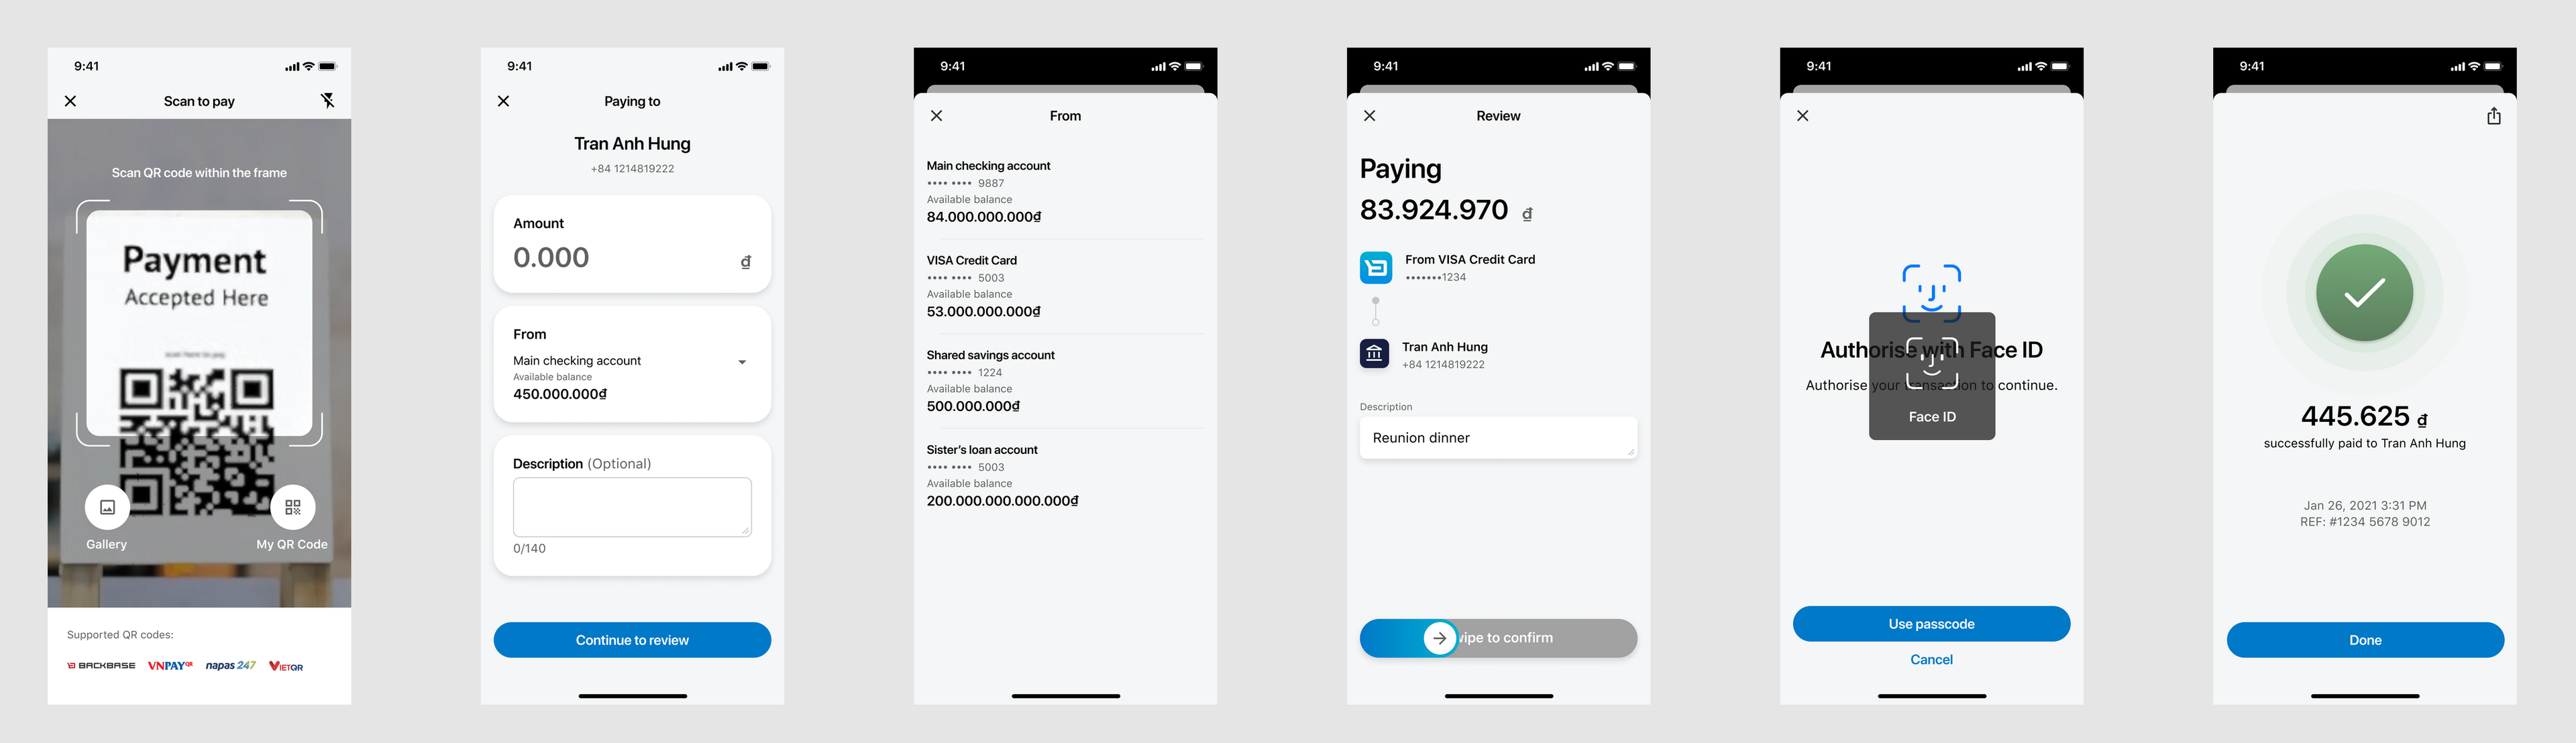 9:41
Scan to pay
Scan QR code within the frame
Payment
Accepted Here
Gallery
My QR Code
Supported QR codes:
BACKBASE VNPAYQR napas 247 VIETQR
9:41
Paying to
Tran Anh Hung
+84 1214819222
Amount
0.000 ₫
From
Main checking account
Available balance
450.000.000₫
Description (Optional)
0/140
Continue to review
9:41
From
Main checking account
•••• •••• 9887
Available balance
84.000.000.000₫
VISA Credit Card
•••• •••• 5003
Available balance
53.000.000.000₫
Shared savings account
•••• •••• 1224
Available balance
500.000.000₫
Sister's loan account
•••• •••• 5003
Available balance
200.000.000.000.000₫
9:41
Review
Paying
83.924.970 ₫
From VISA Credit Card
•••••••1234
Tran Anh Hung
+84 1214819222
Description
Reunion dinner
wipe to confirm
9:41
Authorise with Face ID
Authorise your transaction to continue.
Face ID
Use passcode
Cancel
9:41
445.625 ₫
successfully paid to Tran Anh Hung
Jan 26, 2021 3:31 PM
REF: #1234 5678 9012
Done